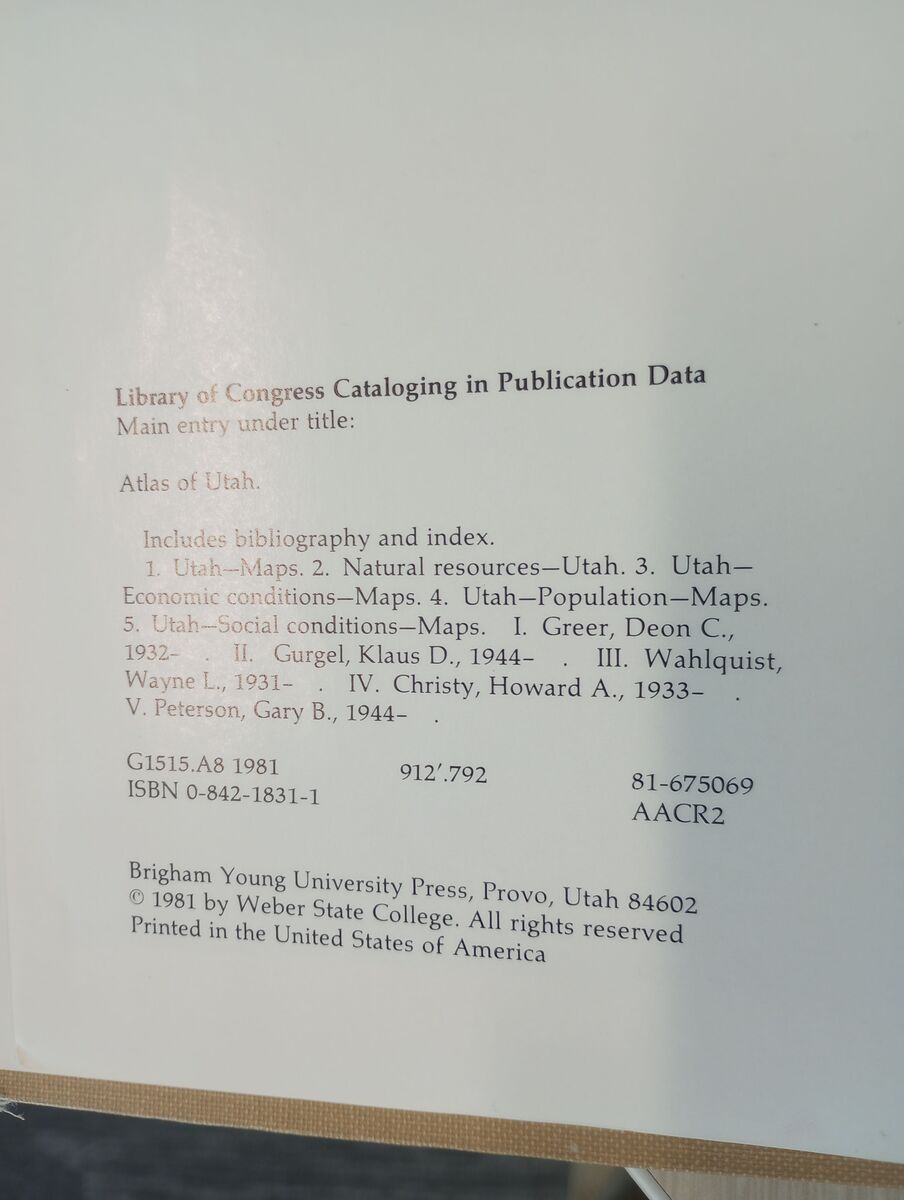 Library of Congress Cataloging in Publication Data
Main entry under title:
Atlas of Utah.
Includes bibliography and index.
1. Utah—Maps. 2. Natural resources—Utah. 3. Utah—
Economic conditions—Maps. 4. Utah—Population—Maps.
5. Utah—Social conditions—Maps. I. Greer, Deon C.,
1932– . II. Gurgel, Klaus D., 1944– . III. Wahlquist,
Wayne L., 1931– . IV. Christy, Howard A., 1933– .
V. Peterson, Gary B., 1944– .
G1515.A8 1981 912′.792 81-675069
ISBN 0-842-1831-1 AACR2
Brigham Young University Press, Provo, Utah 84602
© 1981 by Weber State College. All rights reserved
Printed in the United States of America